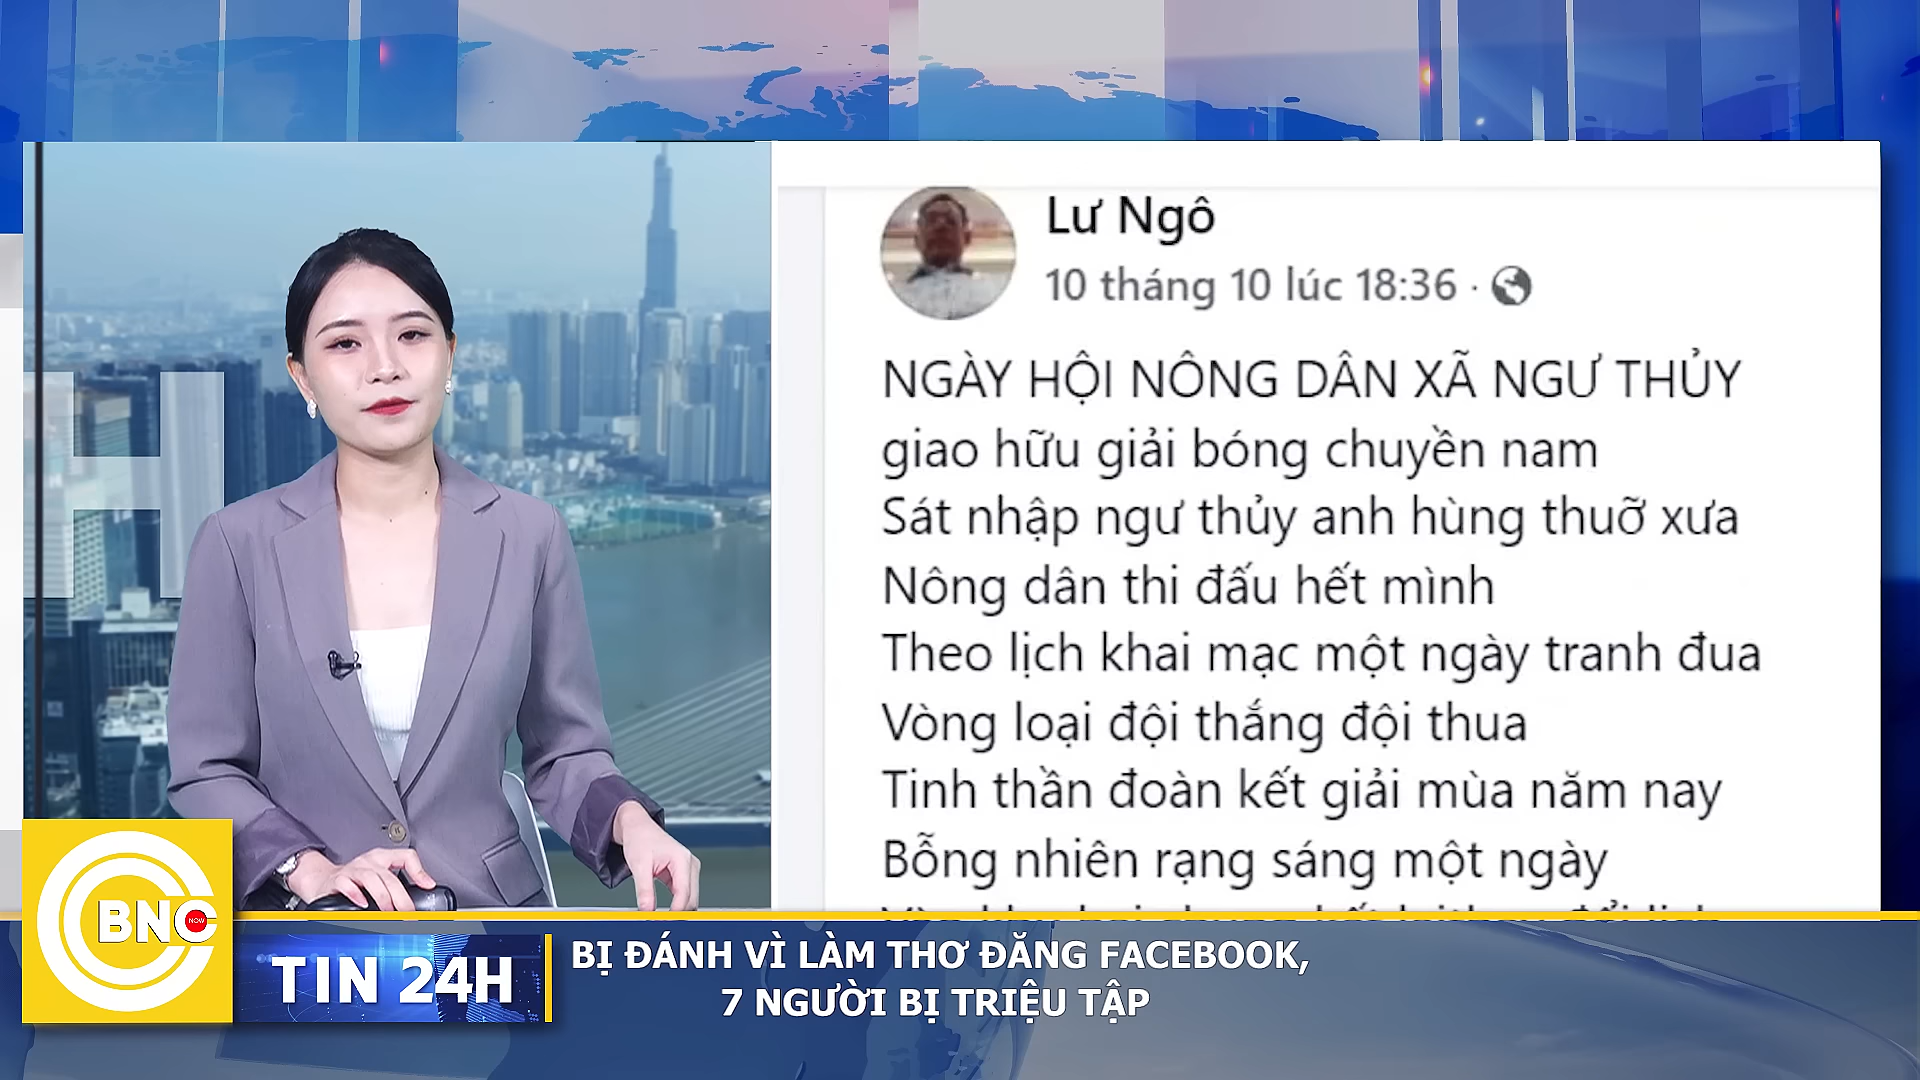 Lư Ngô
10 tháng 10 lúc 18:36 ·
NGÀY HỘI NÔNG DÂN XÃ NGƯ THỦY
giao hữu giải bóng chuyền nam
Sát nhập ngư thủy anh hùng thuỡ xưa
Nông dân thi đấu hết mình
Theo lịch khai mạc một ngày tranh đua
Vòng loại đội thắng đội thua
Tinh thần đoàn kết giải mùa năm nay
Bỗng nhiên rạng sáng một ngày
H
BNC
NOW
TIN 24H
BỊ ĐÁNH VÌ LÀM THƠ ĐĂNG FACEBOOK,
7 NGƯỜI BỊ TRIỆU TẬP